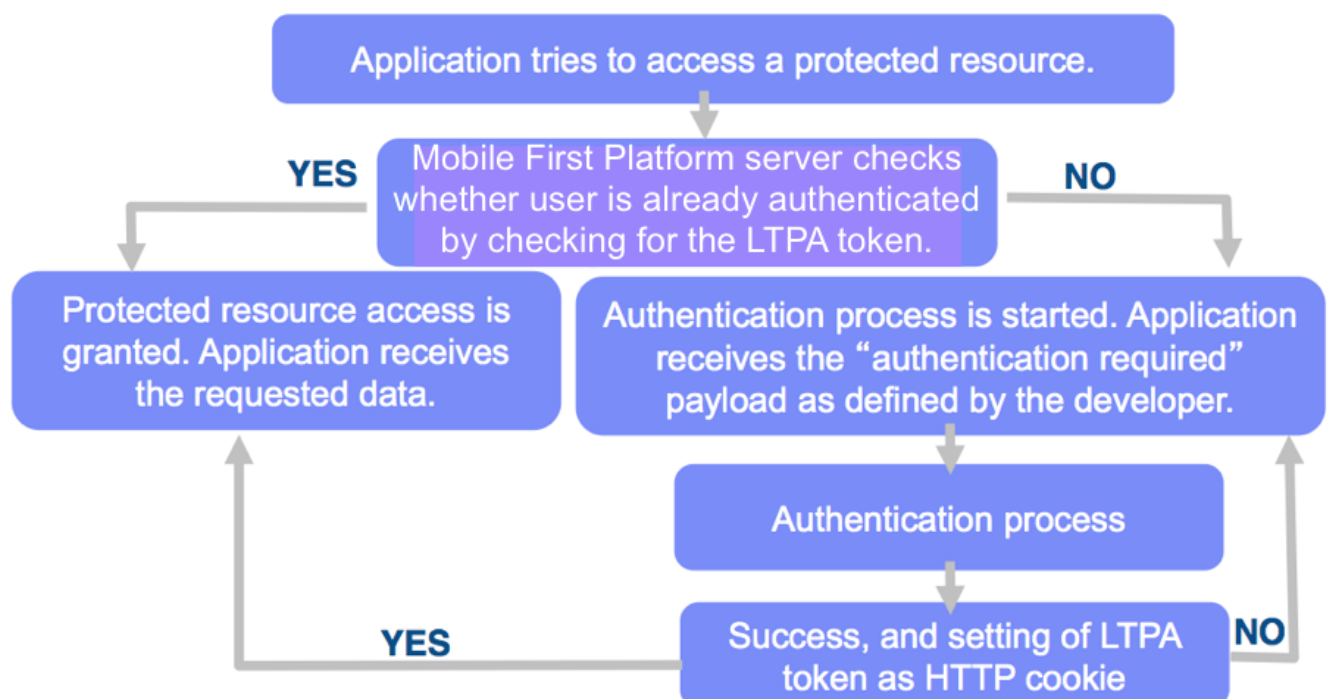 Application tries to access a protected resource.
YES
Mobile First Platform server checks
whether user is already authenticated
by checking for the LTPA token.
NO
Protected resource access is
granted. Application receives
the requested data.
Authentication process is started. Application
receives the “authentication required”
payload as defined by the developer.
Authentication process
YES
Success, and setting of LTPA
token as HTTP cookie
NO